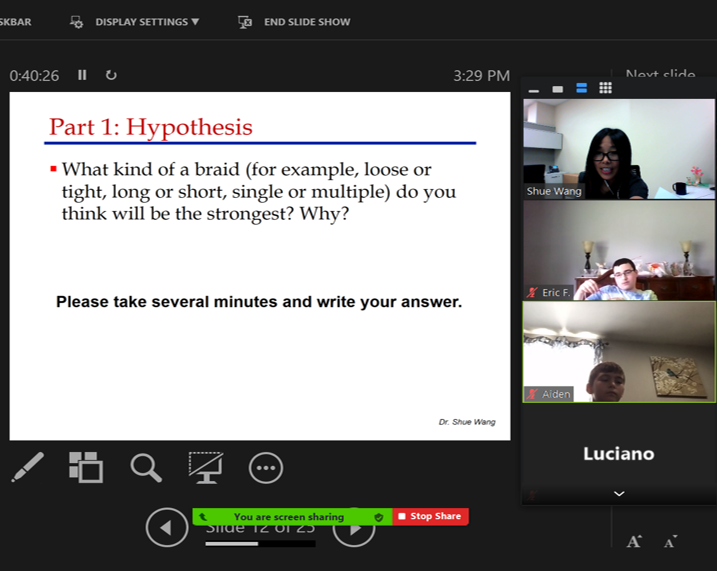 SKBAR DISPLAY SETTINGS ▼ END SLIDE SHOW
0:40:26 3:29 PM
Next slide
Part 1: Hypothesis
▪ What kind of a braid (for example, loose or
tight, long or short, single or multiple) do you
think will be the strongest? Why?
Please take several minutes and write your answer.
Dr. Shue Wang
Shue Wang
Eric F.
Aiden
Luciano
You are screen sharing Stop Share
Slide 12 of 25
A A